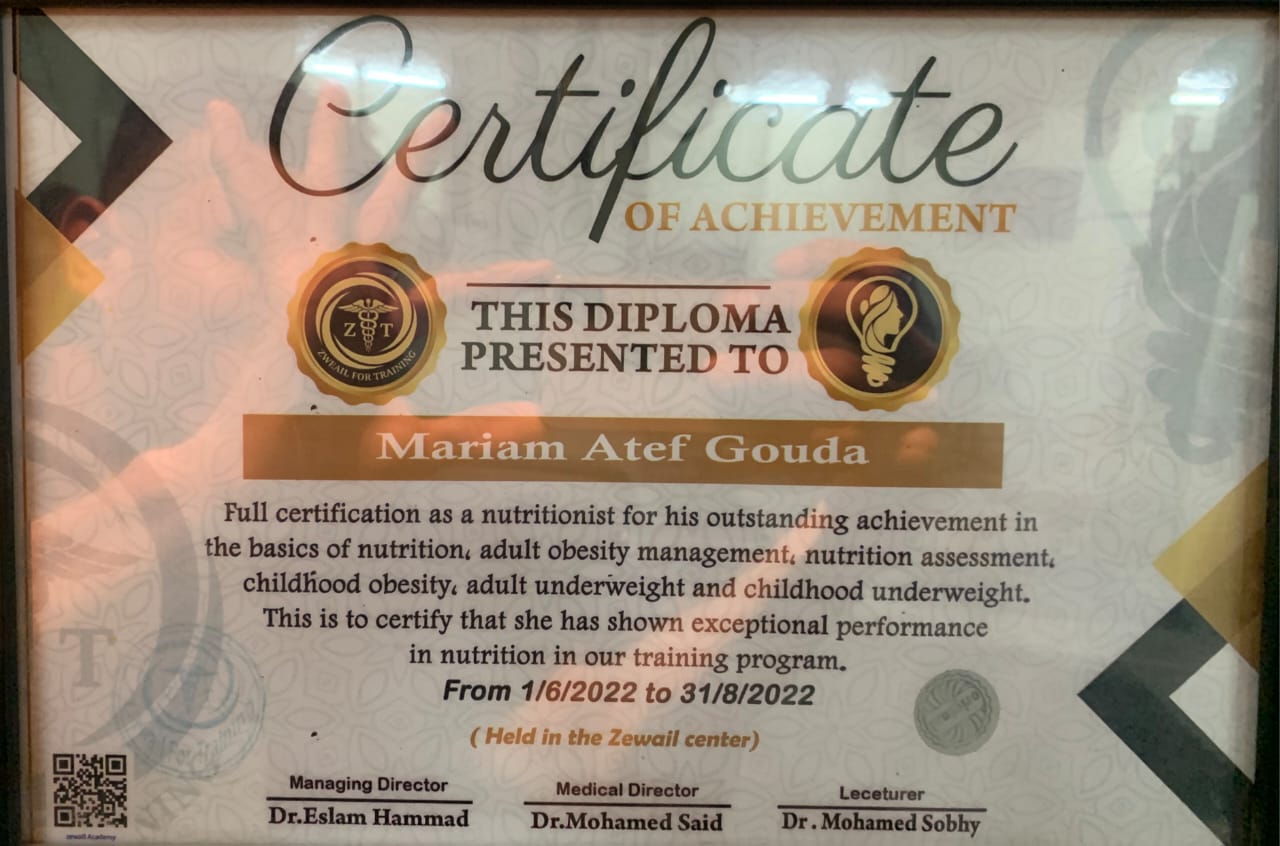 Certificate
OF ACHIEVEMENT
Z T
ZWEAIL FOR TRAINING
THIS DIPLOMA
PRESENTED TO
Mariam Atef Gouda
Full certification as a nutritionist for his outstanding achievement in
the basics of nutrition، adult obesity management، nutrition assessment،
childhood obesity، adult underweight and childhood underweight.
This is to certify that she has shown exceptional performance
in nutrition in our training program.
From 1/6/2022 to 31/8/2022
( Held in the Zewail center)
T
Managing Director
Dr.Eslam Hammad
Medical Director
Dr.Mohamed Said
Leceturer
Dr . Mohamed Sobhy
zewail Academy